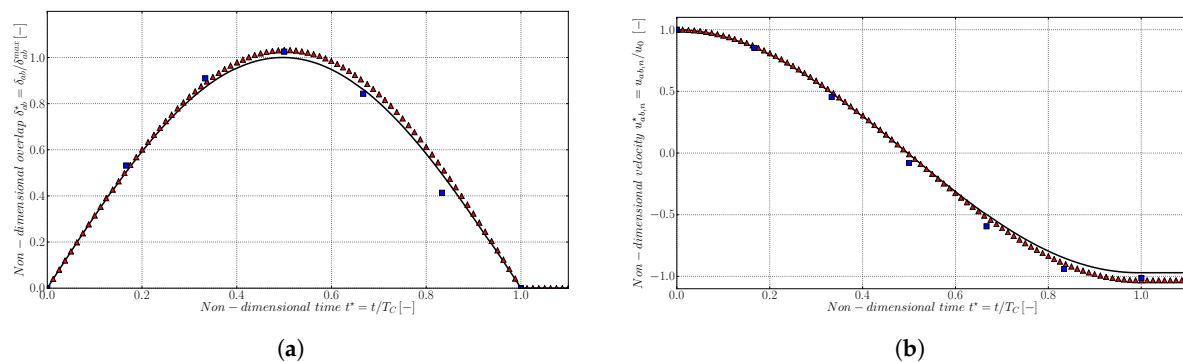 Non-dimensional overlap δ*ab = δab/δab^max [−]
1.0
0.8
0.6
0.4
0.2
0.0
0.0 0.2 0.4 0.6 0.8 1.0
Non-dimensional time t* = t/TC [−]
(a)
Non-dimensional velocity u*ab,n = uab,n/u0 [−]
1.0
0.5
0.0
−0.5
−1.0
0.0 0.2 0.4 0.6 0.8 1.0
Non-dimensional time t* = t/TC [−]
(b)